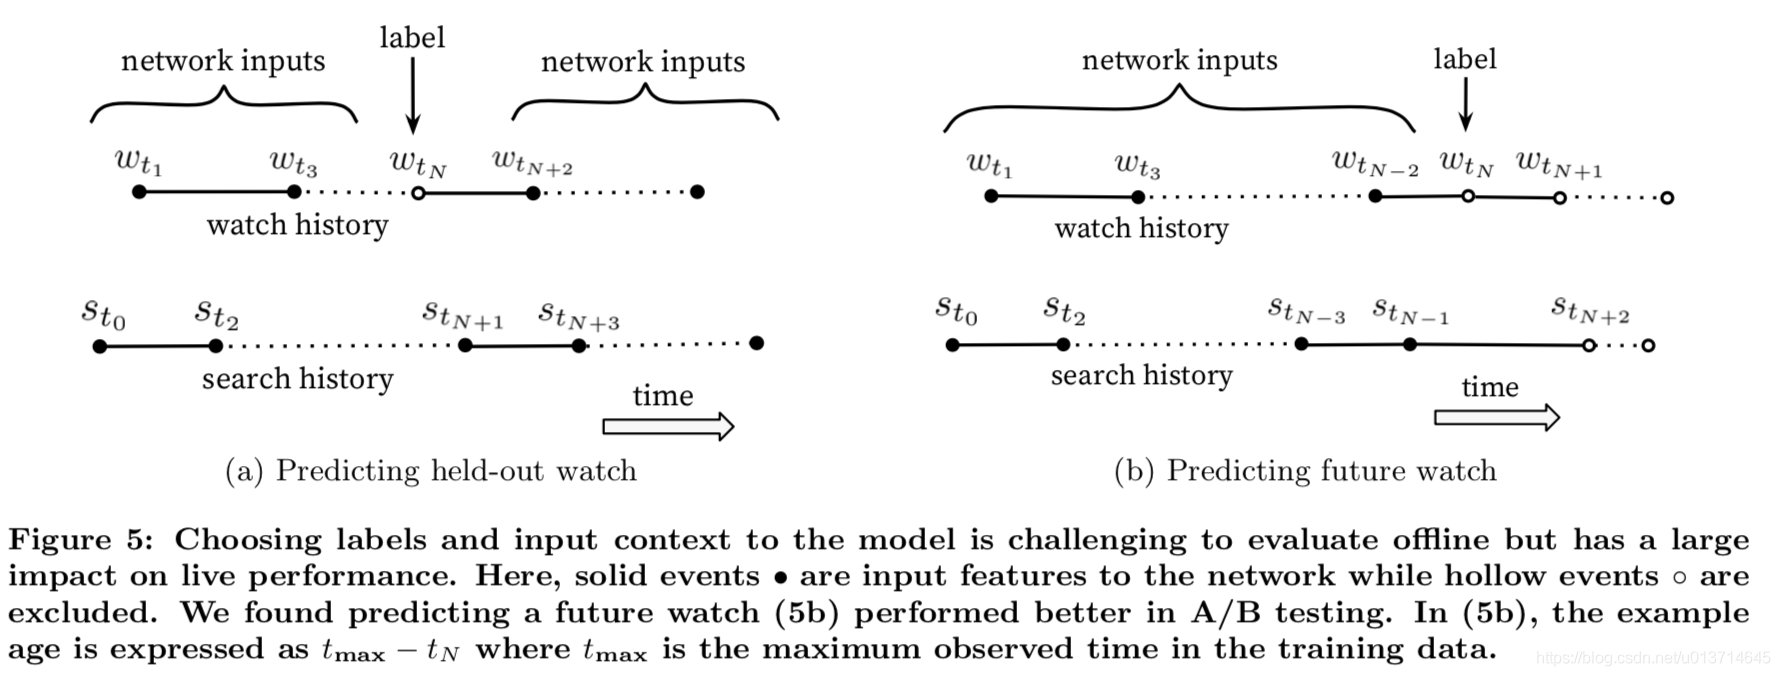 label
network inputs network inputs
w_{t_1} w_{t_3} w_{t_N} w_{t_{N+2}}
watch history
s_{t_0} s_{t_2} s_{t_{N+1}} s_{t_{N+3}}
search history
time
(a) Predicting held-out watch
network inputs label
w_{t_1} w_{t_3} w_{t_{N-2}} w_{t_N} w_{t_{N+1}}
watch history
s_{t_0} s_{t_2} s_{t_{N-3}} s_{t_{N-1}} s_{t_{N+2}}
search history
time
(b) Predicting future watch
Figure 5: Choosing labels and input context to the model is challenging to evaluate offline but has a large
impact on live performance. Here, solid events • are input features to the network while hollow events ○ are
excluded. We found predicting a future watch (5b) performed better in A/B testing. In (5b), the example
age is expressed as t_{max} − t_N where t_{max} is the maximum observed time in the training data.
https://blog.csdn.net/u013714645